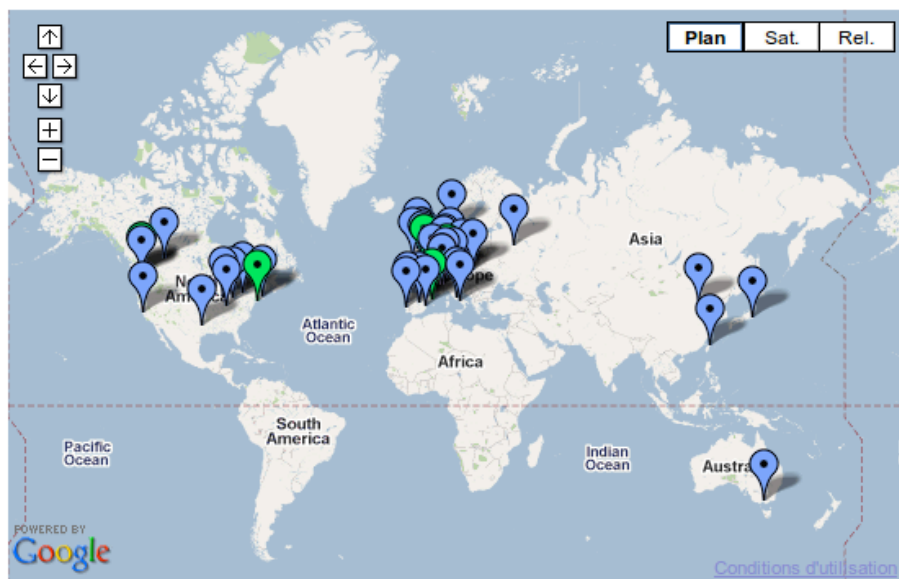 Plan Sat. Rel.
Asia
Atlantic
Ocean
Africa
South
America
Pacific
Ocean
Indian
Ocean
POWERED BY
Google
Conditions d'utilisation